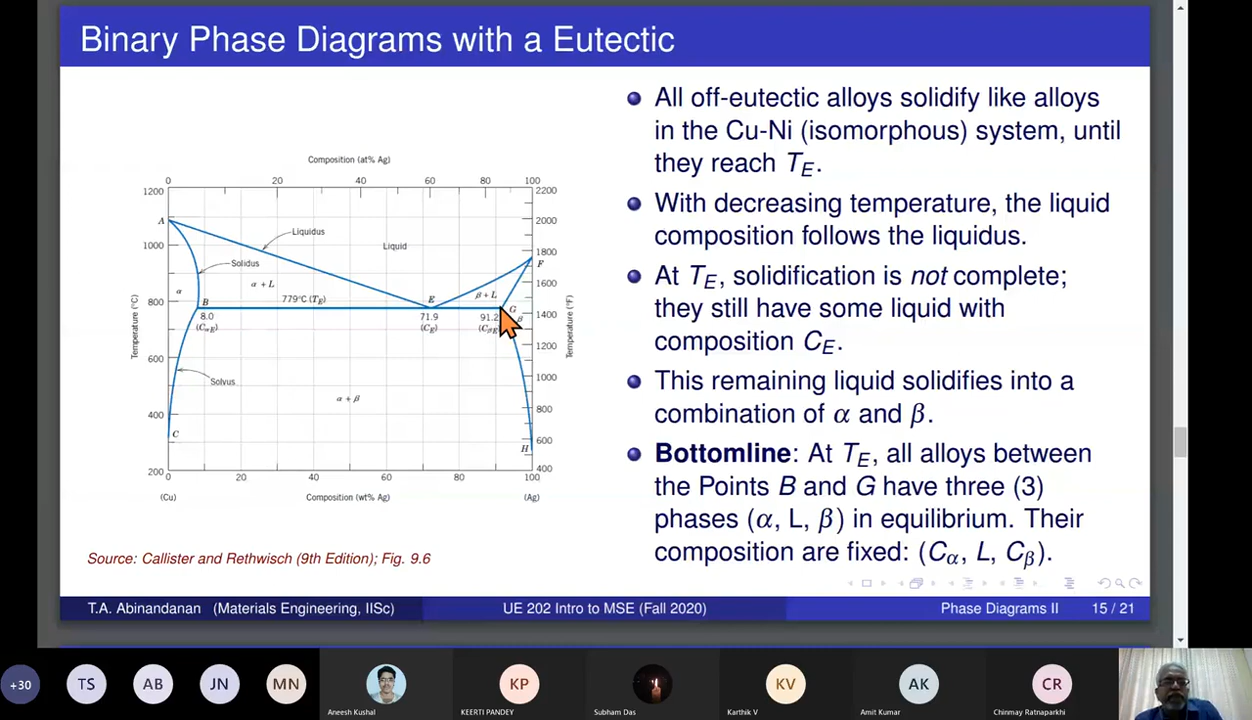 Binary Phase Diagrams with a Eutectic
Composition (at% Ag)
0 20 40 60 80 100
1200
1000
800
600
400
200
2200
2000
1800
1600
1400
1200
1000
800
600
400
Temperature (°C)
Temperature (°F)
A
Liquidus
Liquid
Solidus
F
α
α + L
B
779°C (TE)
E
β + L
G
8.0
(CαE)
71.9
(CE)
91.2
(CβE)
β
Solvus
α + β
C
H
0 20 40 60 80 100
(Cu)
Composition (wt% Ag)
(Ag)
Source: Callister and Rethwisch (9th Edition); Fig. 9.6
All off-eutectic alloys solidify like alloys
in the Cu-Ni (isomorphous) system, until
they reach TE.
With decreasing temperature, the liquid
composition follows the liquidus.
At TE, solidification is not complete;
they still have some liquid with
composition CE.
This remaining liquid solidifies into a
combination of α and β.
Bottomline: At TE, all alloys between
the Points B and G have three (3)
phases (α, L, β) in equilibrium. Their
composition are fixed: (Cα, L, Cβ).
T.A. Abinandanan (Materials Engineering, IISc)
UE 202 Intro to MSE (Fall 2020)
Phase Diagrams II
15 / 21
+30
TS
AB
JN
MN
Aneesh Kushal
KP
KEERTI PANDEY
Subham Das
KV
Karthik V
AK
Amit Kumar
CR
Chinmay Ratnaparkhi